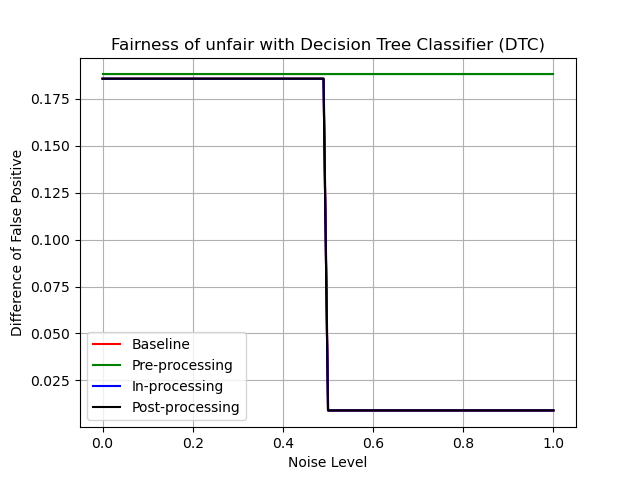 Fairness of unfair with Decision Tree Classifier (DTC)
Difference of False Positive
0.175
0.150
0.125
0.100
0.075
0.050
0.025
Baseline
Pre-processing
In-processing
Post-processing
0.0 0.2 0.4 0.6 0.8 1.0
Noise Level